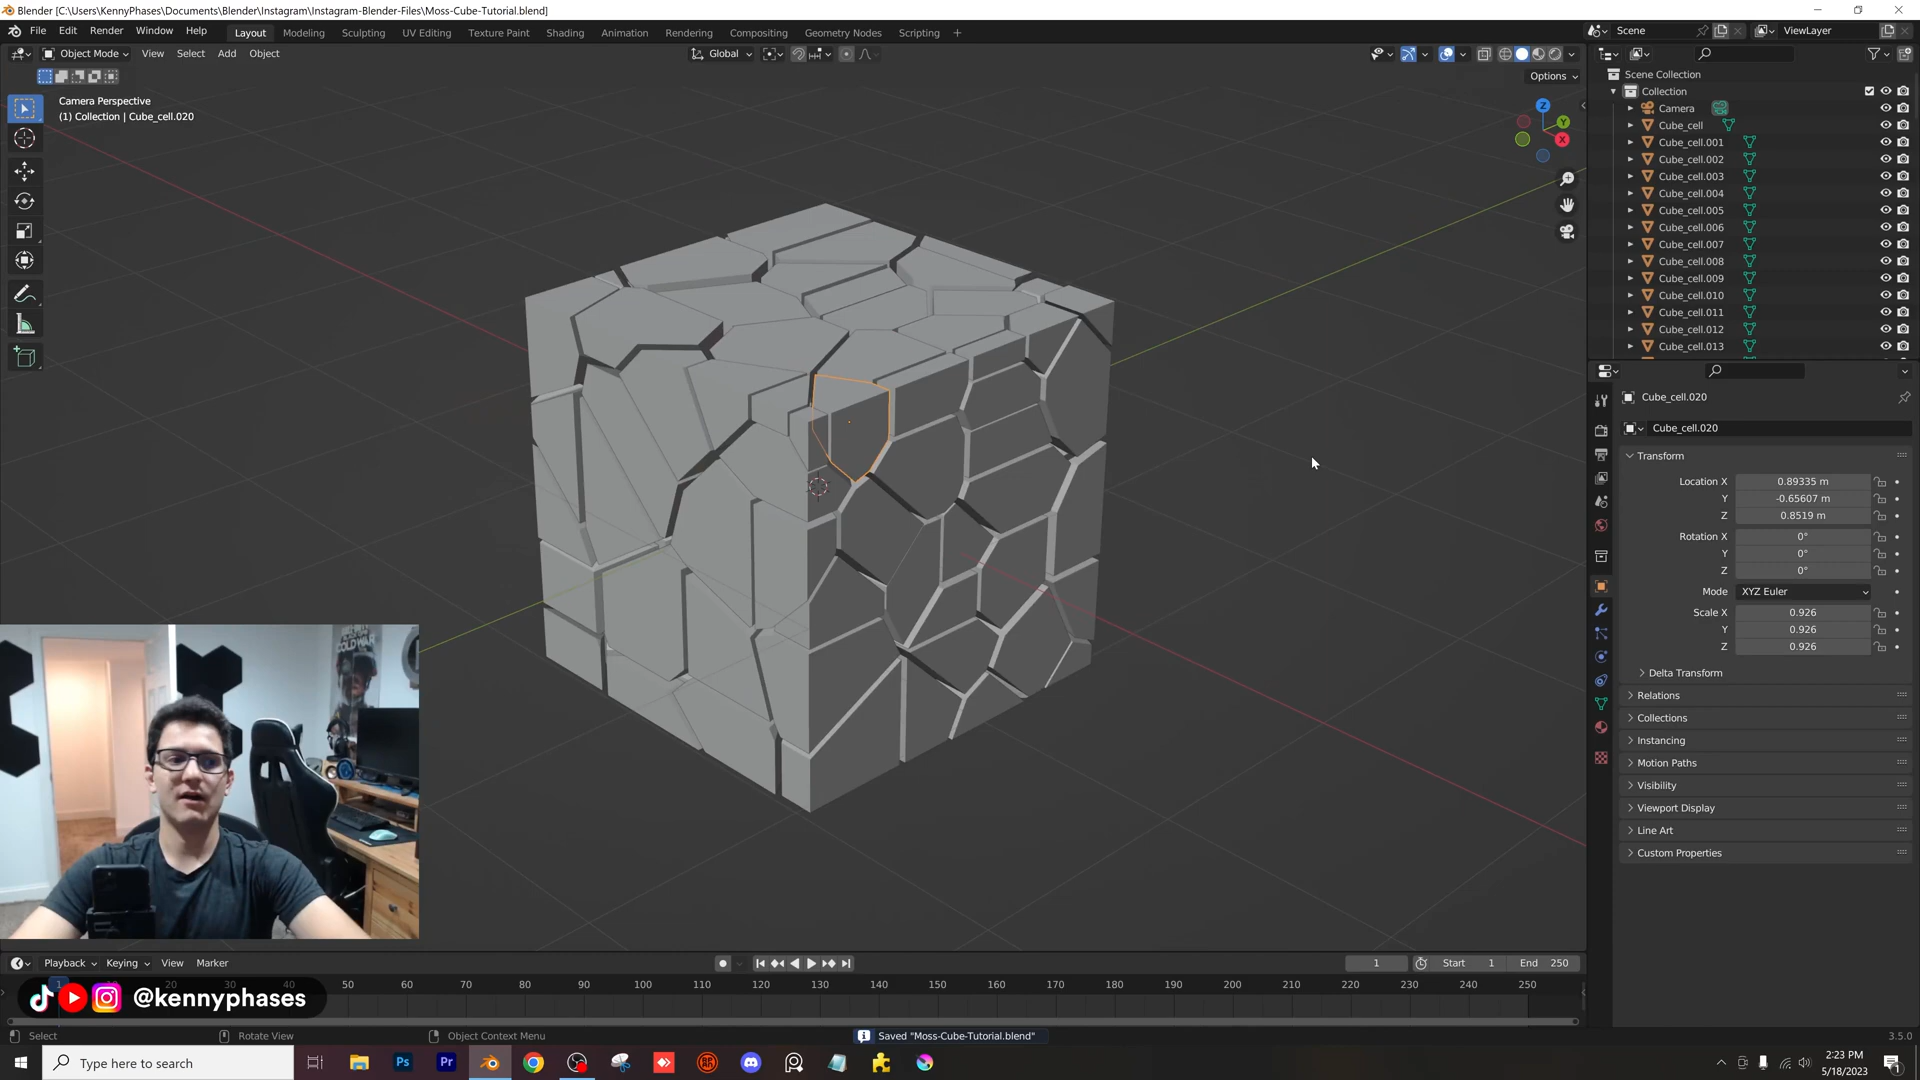 Blender [C:\Users\KennyPhases\Documents\Blender\Instagram\Instagram-Blender-Files\Moss-Cube-Tutorial.blend]
File Edit Render Window Help Layout Modeling Sculpting UV Editing Texture Paint Shading Animation Rendering Compositing Geometry Nodes Scripting + Scene ViewLayer
Object Mode View Select Add Object Global
Options
Camera Perspective
(1) Collection | Cube_cell.020
Z
Y
X
Scene Collection
Collection
Camera
Cube_cell
Cube_cell.001
Cube_cell.002
Cube_cell.003
Cube_cell.004
Cube_cell.005
Cube_cell.006
Cube_cell.007
Cube_cell.008
Cube_cell.009
Cube_cell.010
Cube_cell.011
Cube_cell.012
Cube_cell.013
Cube_cell.020
Cube_cell.020
Transform
Location X 0.89335 m
Y -0.65607 m
Z 0.8519 m
Rotation X 0°
Y 0°
Z 0°
Mode XYZ Euler
Scale X 0.926
Y 0.926
Z 0.926
Delta Transform
Relations
Collections
Instancing
Motion Paths
Visibility
Viewport Display
Line Art
Custom Properties
COLD WAR
Playback Keying View Marker
1 Start 1 End 250
1 20 30 40 50 60 70 80 90 100 110 120 130 140 150 160 170 180 190 200 210 220 230 240 250
@kennyphases
Select Rotate View Object Context Menu Saved "Moss-Cube-Tutorial.blend" 3.5.0
Type here to search
Ps
Pr
2:23 PM
5/18/2023
1